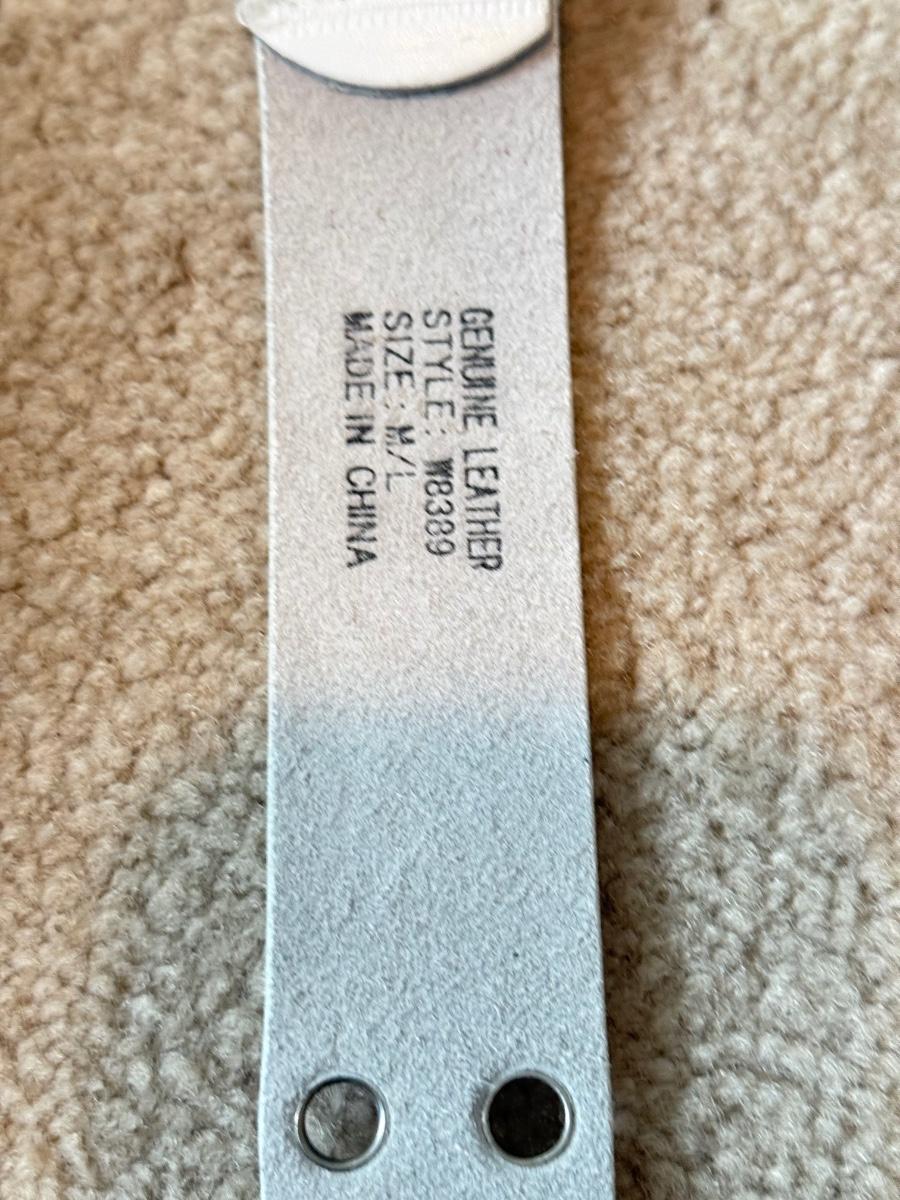 GENUINE LEATHER
STYLE: W8389
SIZE: M/L
MADE IN CHINA